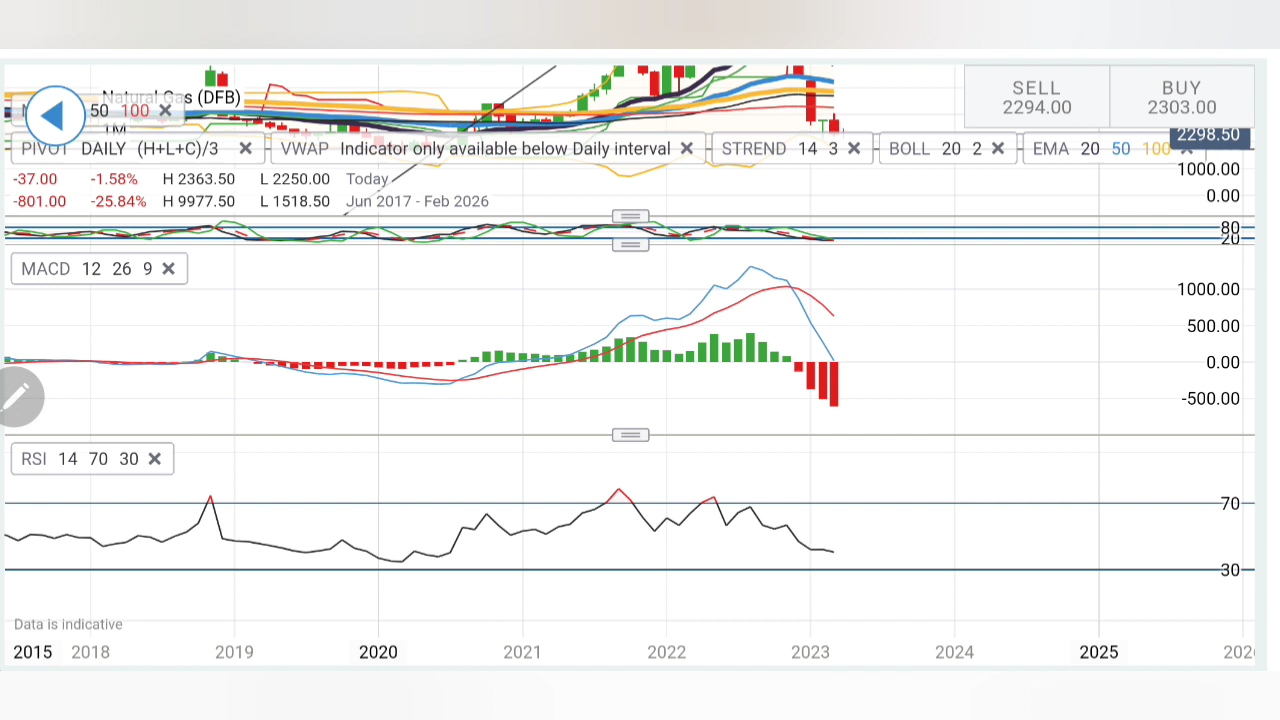 Natural Gas (DFB)
50 100
1M
SELL
2294.00
BUY
2303.00
2298.50
PIVOT DAILY (H+L+C)/3
VWAP Indicator only available below Daily interval
STREND 14 3
BOLL 20 2
EMA 20 50 100
-37.00 -1.58% H 2363.50 L 2250.00 Today
-801.00 -25.84% H 9977.50 L 1518.50 Jun 2017 - Feb 2026
1000.00
0.00
80
20
MACD 12 26 9
1000.00
500.00
0.00
-500.00
RSI 14 70 30
70
30
Data is indicative
2015 2018 2019 2020 2021 2022 2023 2024 2025